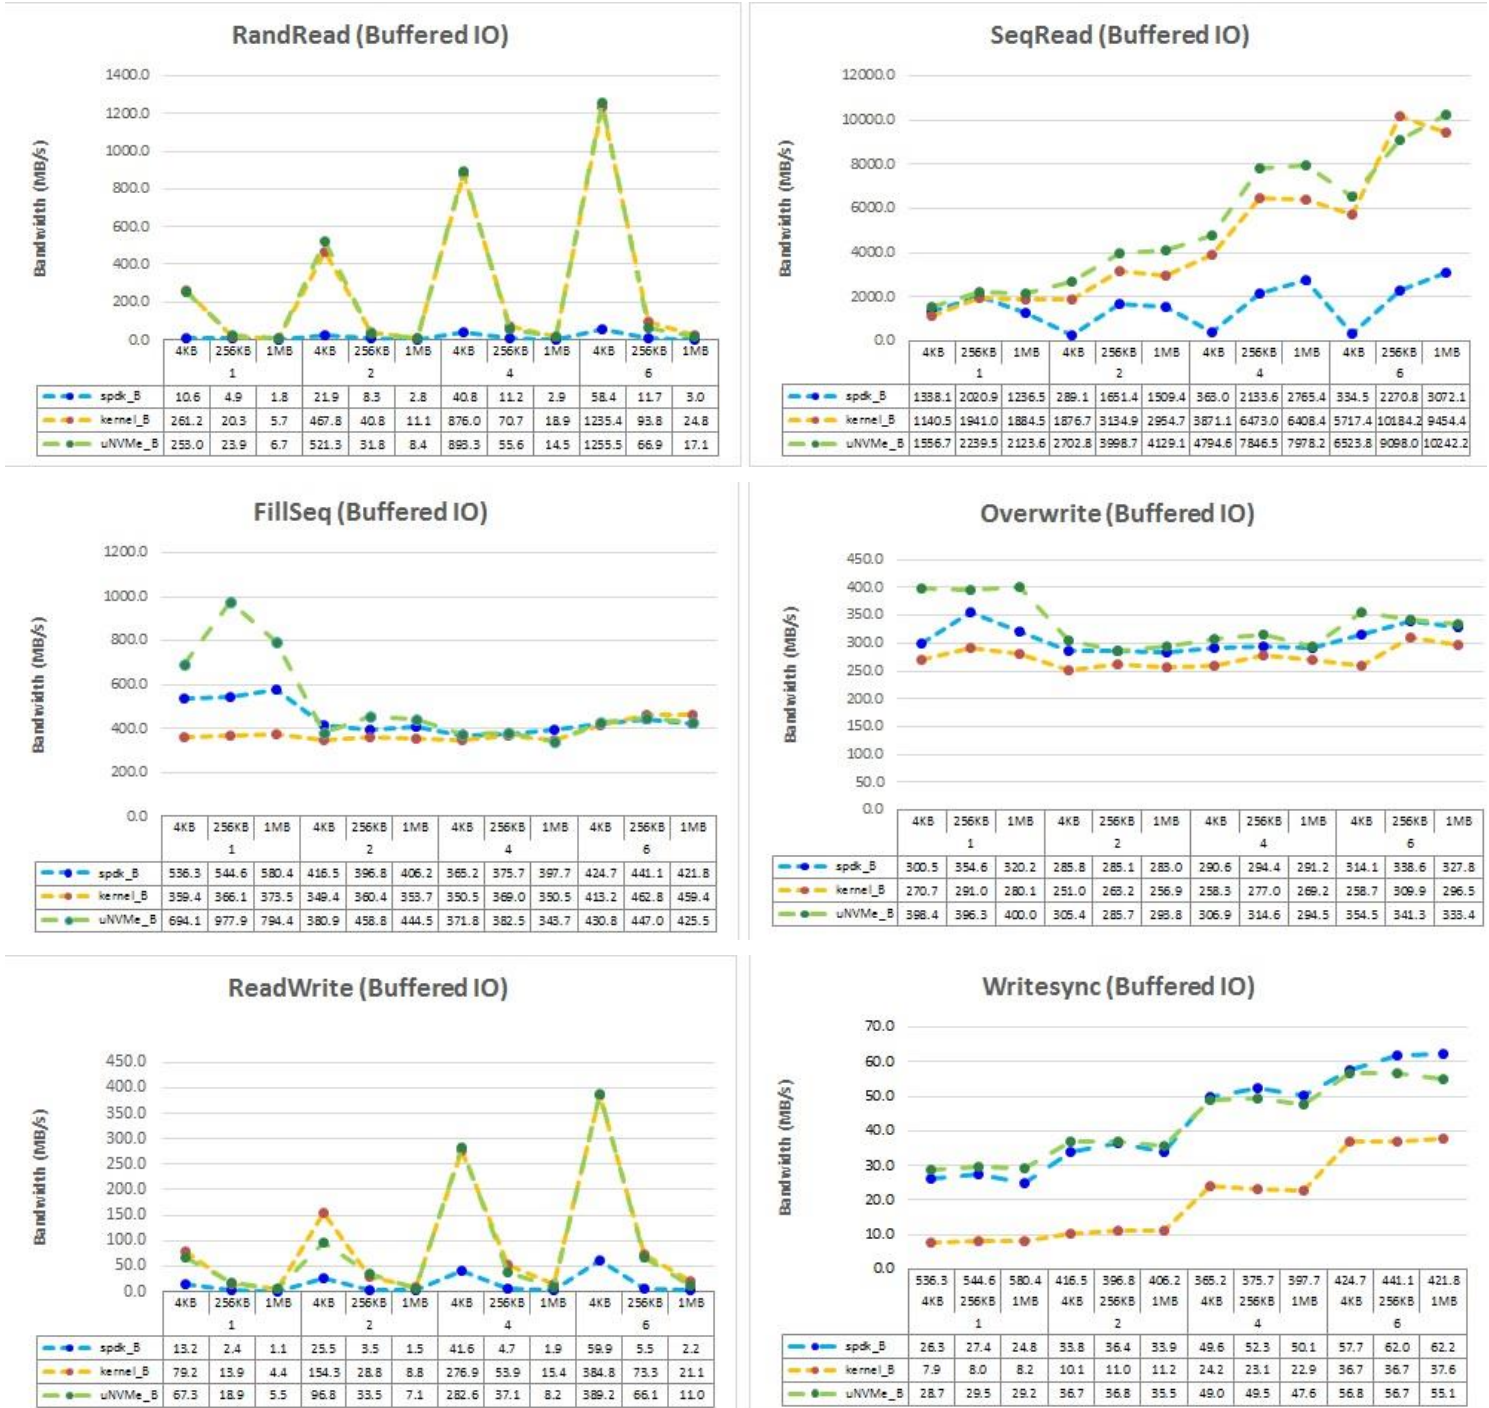 RandRead (Buffered IO)
Bandwidth (MB/s)
1400.0
1200.0
1000.0
800.0
600.0
400.0
200.0
0.0
4KB 256KB 1MB 4KB 256KB 1MB 4KB 256KB 1MB 4KB 256KB 1MB
1 2 4 6
spdk_B 10.6 4.9 1.8 21.9 8.3 2.8 40.8 11.2 2.9 58.4 11.7 3.0
kernel_B 261.2 20.3 5.7 467.8 40.8 11.1 876.0 70.7 18.9 1235.4 93.8 24.8
uNVMe_B 253.0 23.9 6.7 521.3 31.8 8.4 893.3 55.6 14.5 1255.5 66.9 17.1
SeqRead (Buffered IO)
Bandwidth (MB/s)
12000.0
10000.0
8000.0
6000.0
4000.0
2000.0
0.0
4KB 256KB 1MB 4KB 256KB 1MB 4KB 256KB 1MB 4KB 256KB 1MB
1 2 4 6
spdk_B 1338.1 2020.9 1236.5 289.1 1651.4 1509.4 363.0 2133.6 2765.4 334.5 2270.8 3072.1
kernel_B 1140.5 1941.0 1884.5 1876.7 3134.9 2954.7 3871.1 6473.0 6408.4 5717.4 10184.2 9454.4
uNVMe_B 1556.7 2239.5 2123.6 2702.8 3998.7 4129.1 4794.6 7846.5 7978.2 6523.8 9098.0 10242.2
FillSeq (Buffered IO)
Bandwidth (MB/s)
1200.0
1000.0
800.0
600.0
400.0
200.0
0.0
4KB 256KB 1MB 4KB 256KB 1MB 4KB 256KB 1MB 4KB 256KB 1MB
1 2 4 6
spdk_B 536.3 544.6 580.4 416.5 396.8 406.2 365.2 375.7 397.7 424.7 441.1 421.8
kernel_B 359.4 366.1 373.5 349.4 360.4 353.7 350.5 369.0 350.5 413.2 462.8 459.4
uNVMe_B 694.1 977.9 794.4 380.9 458.8 444.5 371.8 382.5 343.7 430.8 447.0 425.5
Overwrite (Buffered IO)
Bandwidth (MB/s)
450.0
400.0
350.0
300.0
250.0
200.0
150.0
100.0
50.0
0.0
4KB 256KB 1MB 4KB 256KB 1MB 4KB 256KB 1MB 4KB 256KB 1MB
1 2 4 6
spdk_B 300.5 354.6 320.2 285.8 285.1 283.0 290.6 294.4 291.2 314.1 338.6 327.8
kernel_B 270.7 291.0 280.1 251.0 263.2 256.9 258.3 277.0 269.2 258.7 309.9 296.5
uNVMe_B 398.4 396.3 400.0 305.4 285.7 293.8 306.9 314.6 294.5 354.5 341.3 333.4
ReadWrite (Buffered IO)
Bandwidth (MB/s)
450.0
400.0
350.0
300.0
250.0
200.0
150.0
100.0
50.0
0.0
4KB 256KB 1MB 4KB 256KB 1MB 4KB 256KB 1MB 4KB 256KB 1MB
1 2 4 6
spdk_B 13.2 2.4 1.1 25.5 3.5 1.5 41.6 4.7 1.9 59.9 5.5 2.2
kernel_B 79.2 13.9 4.4 154.3 28.8 8.8 276.9 53.9 15.4 384.8 73.3 21.1
uNVMe_B 67.3 18.9 5.5 96.8 33.5 7.1 282.6 37.1 8.2 389.2 66.1 11.0
Writesync (Buffered IO)
Bandwidth (MB/s)
70.0
60.0
50.0
40.0
30.0
20.0
10.0
0.0
536.3 544.6 580.4 416.5 396.8 406.2 365.2 375.7 397.7 424.7 441.1 421.8
4KB 256KB 1MB 4KB 256KB 1MB 4KB 256KB 1MB 4KB 256KB 1MB
1 2 4 6
spdk_B 26.3 27.4 24.8 33.8 36.4 33.9 49.6 52.3 50.1 57.7 62.0 62.2
kernel_B 7.9 8.0 8.2 10.1 11.0 11.2 24.2 23.1 22.9 36.7 36.7 37.6
uNVMe_B 28.7 29.5 29.2 36.7 36.8 35.5 49.0 49.5 47.6 56.8 56.7 55.1